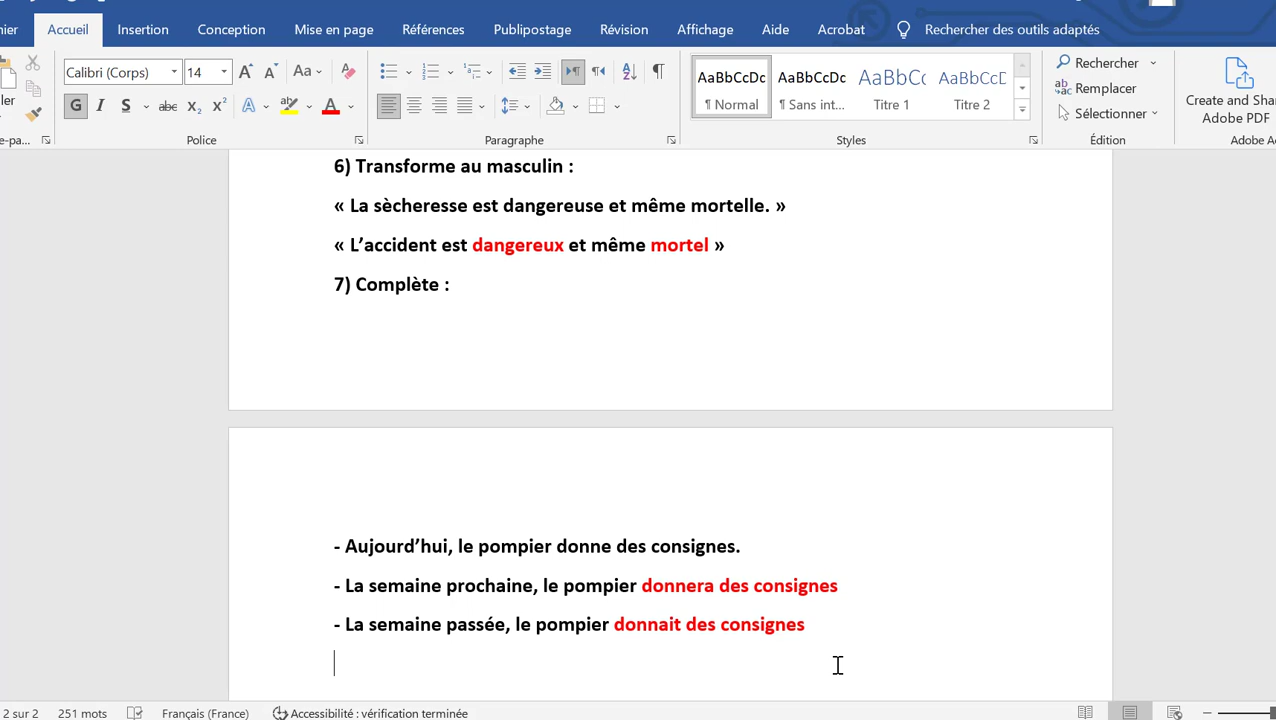 Accueil Insertion Conception Mise en page Références Publipostage Révision Affichage Aide Acrobat Rechercher des outils adaptés
Calibri (Corps) 14 Aa
AaBbCcDc AaBbCcDc AaBbCc AaBbCcD
¶ Normal ¶ Sans int... Titre 1 Titre 2
Rechercher
Remplacer
Sélectionner
Create and Sha
Adobe PDF
Police Paragraphe Styles Édition
6) Transforme au masculin :
« La sècheresse est dangereuse et même mortelle. »
« L’accident est dangereux et même mortel »
7) Complète :
- Aujourd’hui, le pompier donne des consignes.
- La semaine prochaine, le pompier donnera des consignes
- La semaine passée, le pompier donnait des consignes
2 sur 2 251 mots Français (France) Accessibilité : vérification terminée